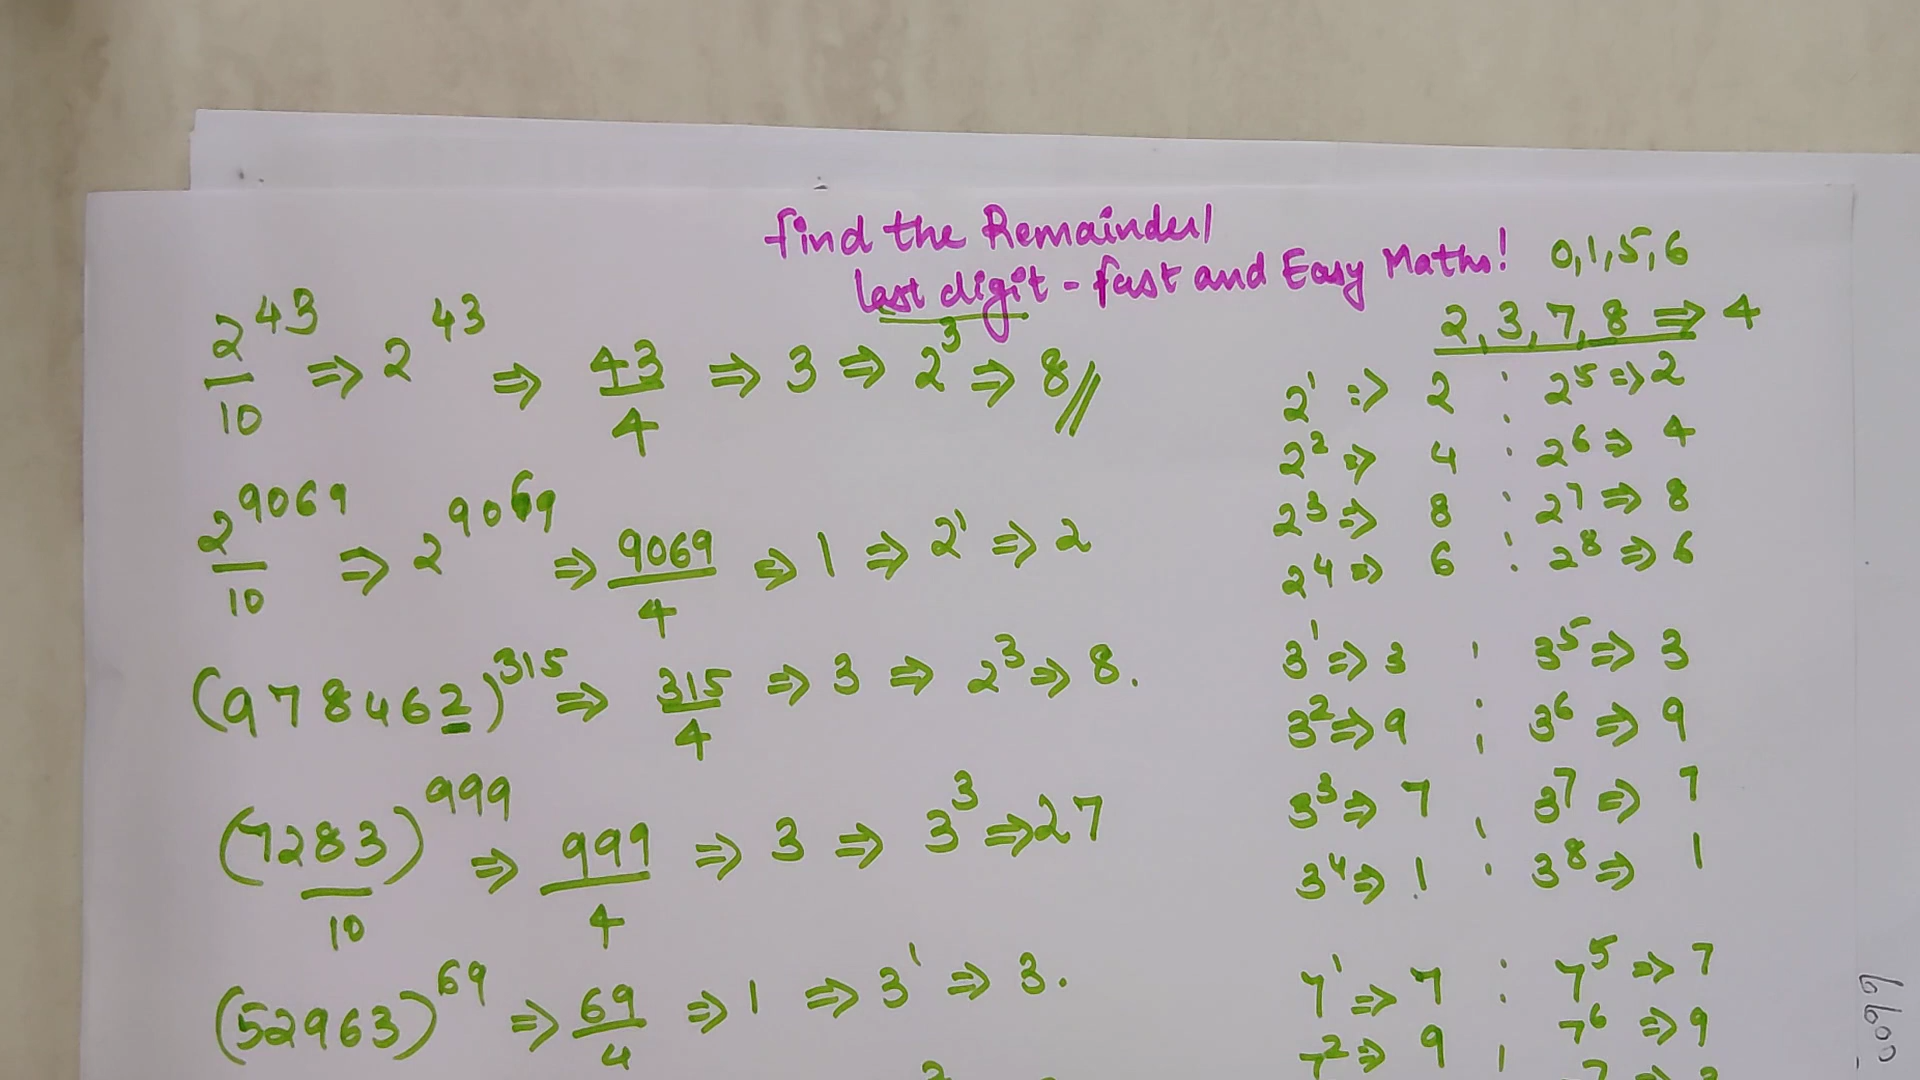 find the Remainder/
last digit - fast and Easy Maths!
0,1,5,6
2,3,7,8 ⇒ 4
2^43/10 ⇒ 2^43 ⇒ 43/4 ⇒ 3 ⇒ 2^3 ⇒ 8//
2^9069/10 ⇒ 2^9069 ⇒ 9069/4 ⇒ 1 ⇒ 2^1 ⇒ 2
(978462)^315 ⇒ 315/4 ⇒ 3 ⇒ 2^3 ⇒ 8.
(7283)^999/10 ⇒ 999/4 ⇒ 3 ⇒ 3^3 ⇒ 27
(52963)^69 ⇒ 69/4 ⇒ 1 ⇒ 3^1 ⇒ 3.
2^1 ⇒ 2 : 2^5 ⇒ 2
2^2 ⇒ 4 : 2^6 ⇒ 4
2^3 ⇒ 8 : 2^7 ⇒ 8
2^4 ⇒ 6 : 2^8 ⇒ 6
3^1 ⇒ 3 : 3^5 ⇒ 3
3^2 ⇒ 9 : 3^6 ⇒ 9
3^3 ⇒ 7 : 3^7 ⇒ 7
3^4 ⇒ 1 : 3^8 ⇒ 1
7^1 ⇒ 7 : 7^5 ⇒ 7
7^2 ⇒ 9 : 7^6 ⇒ 9